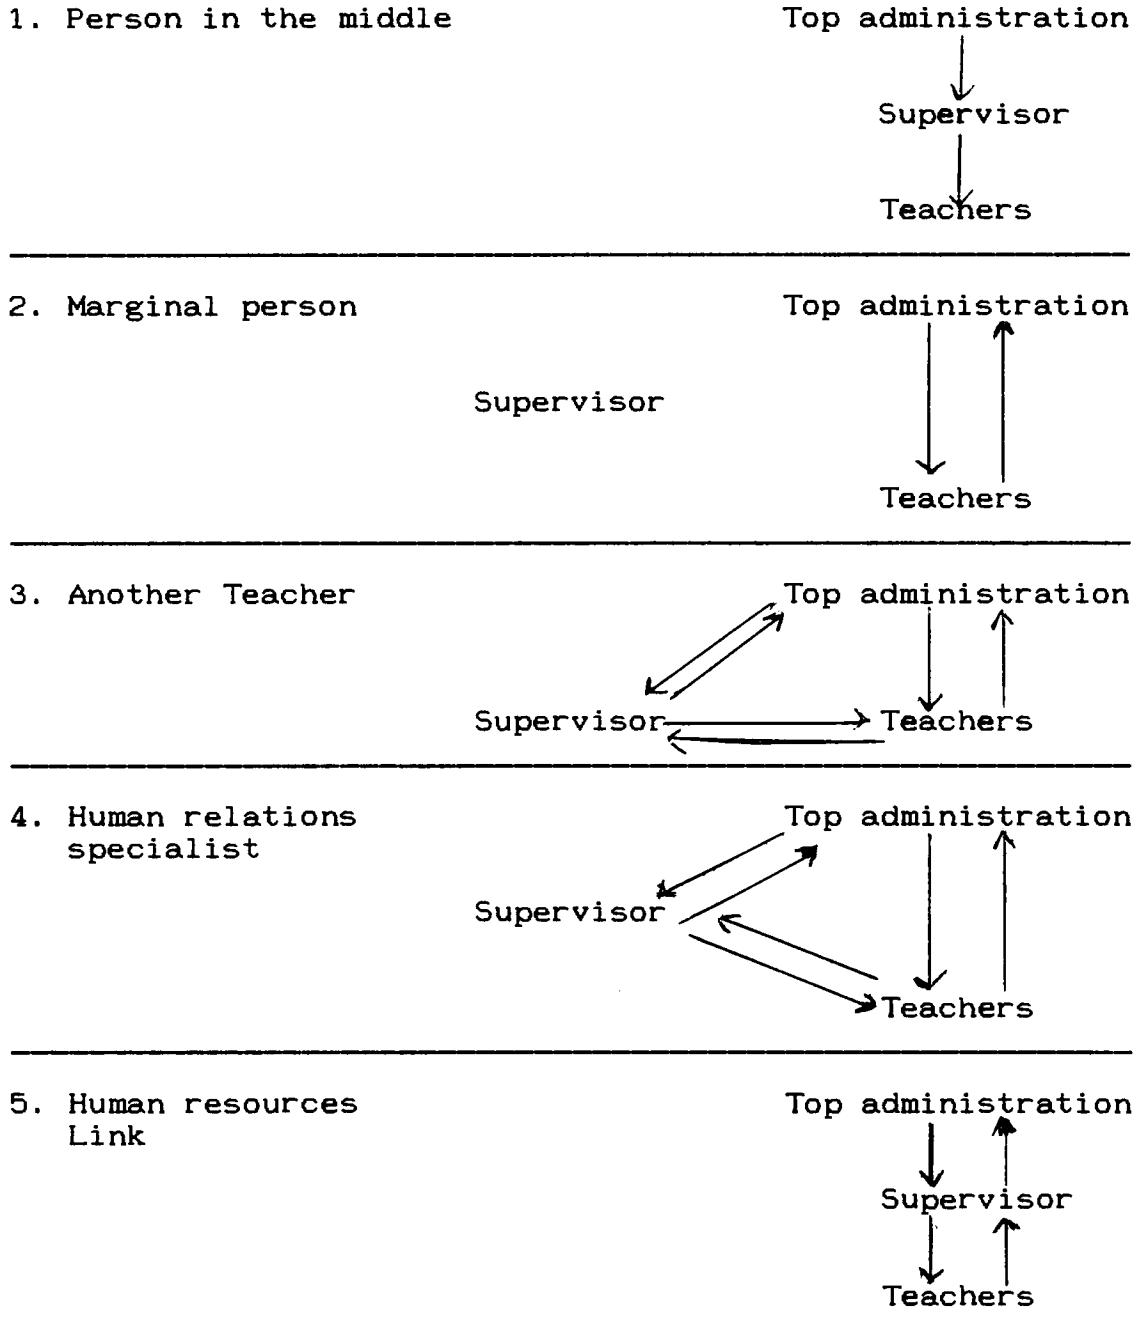 1. Person in the middle Top administration
Supervisor
Teachers
2. Marginal person Top administration
Supervisor
Teachers
3. Another Teacher Top administration
Supervisor Teachers
4. Human relations Top administration
specialist
Supervisor
Teachers
5. Human resources Top administration
Link
Supervisor
Teachers